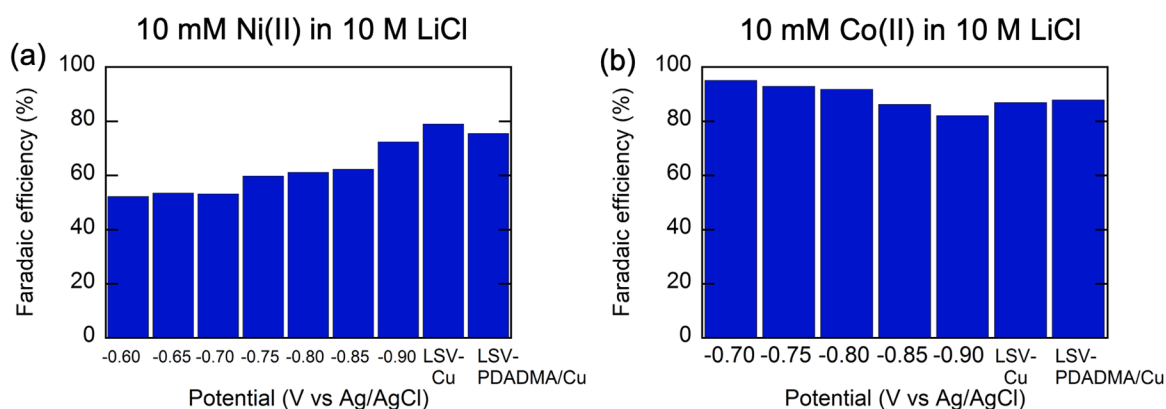 10 mM Ni(II) in 10 M LiCl
(a)
Faradaic efficiency (%)
100
80
60
40
20
0
-0.60 -0.65 -0.70 -0.75 -0.80 -0.85 -0.90 LSV- LSV-
Cu PDADMA/Cu
Potential (V vs Ag/AgCl)
10 mM Co(II) in 10 M LiCl
(b)
Faradaic efficiency (%)
100
80
60
40
20
0
-0.70 -0.75 -0.80 -0.85 -0.90 LSV- LSV-
Cu PDADMA/Cu
Potential (V vs Ag/AgCl)